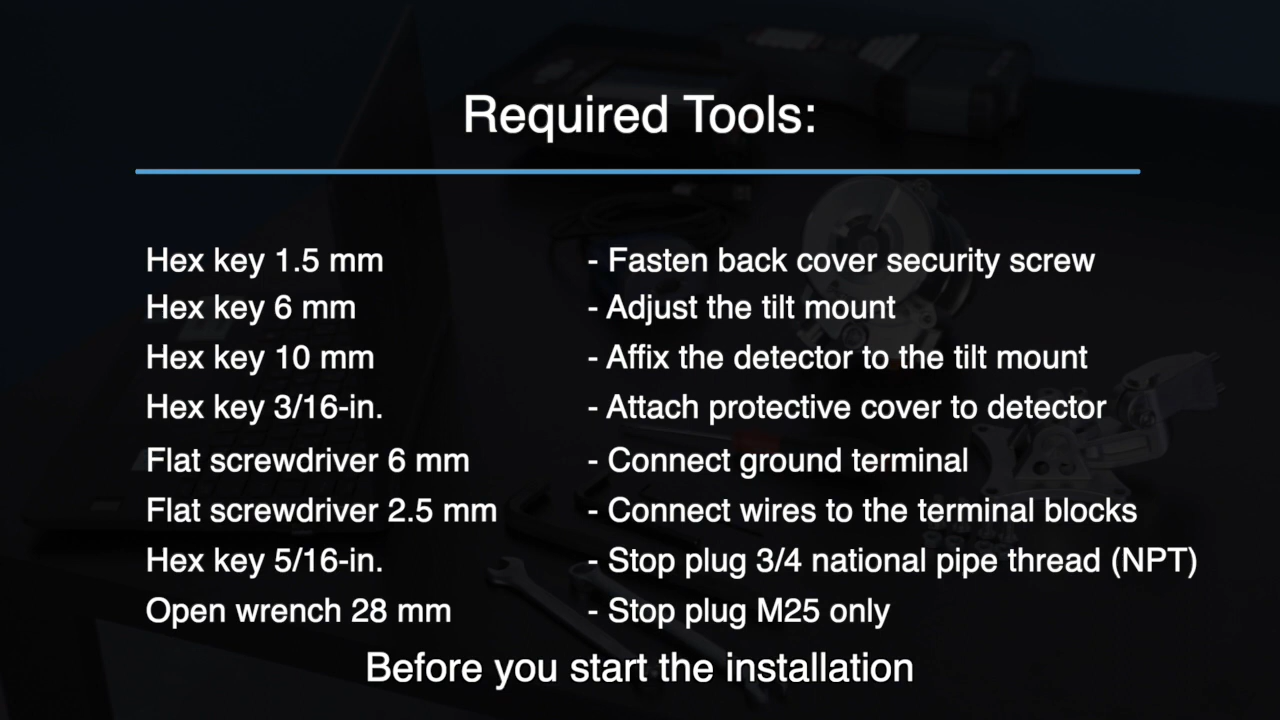 Required Tools:
Hex key 1.5 mm - Fasten back cover security screw
Hex key 6 mm - Adjust the tilt mount
Hex key 10 mm - Affix the detector to the tilt mount
Hex key 3/16-in. - Attach protective cover to detector
Flat screwdriver 6 mm - Connect ground terminal
Flat screwdriver 2.5 mm - Connect wires to the terminal blocks
Hex key 5/16-in. - Stop plug 3/4 national pipe thread (NPT)
Open wrench 28 mm - Stop plug M25 only
Before you start the installation